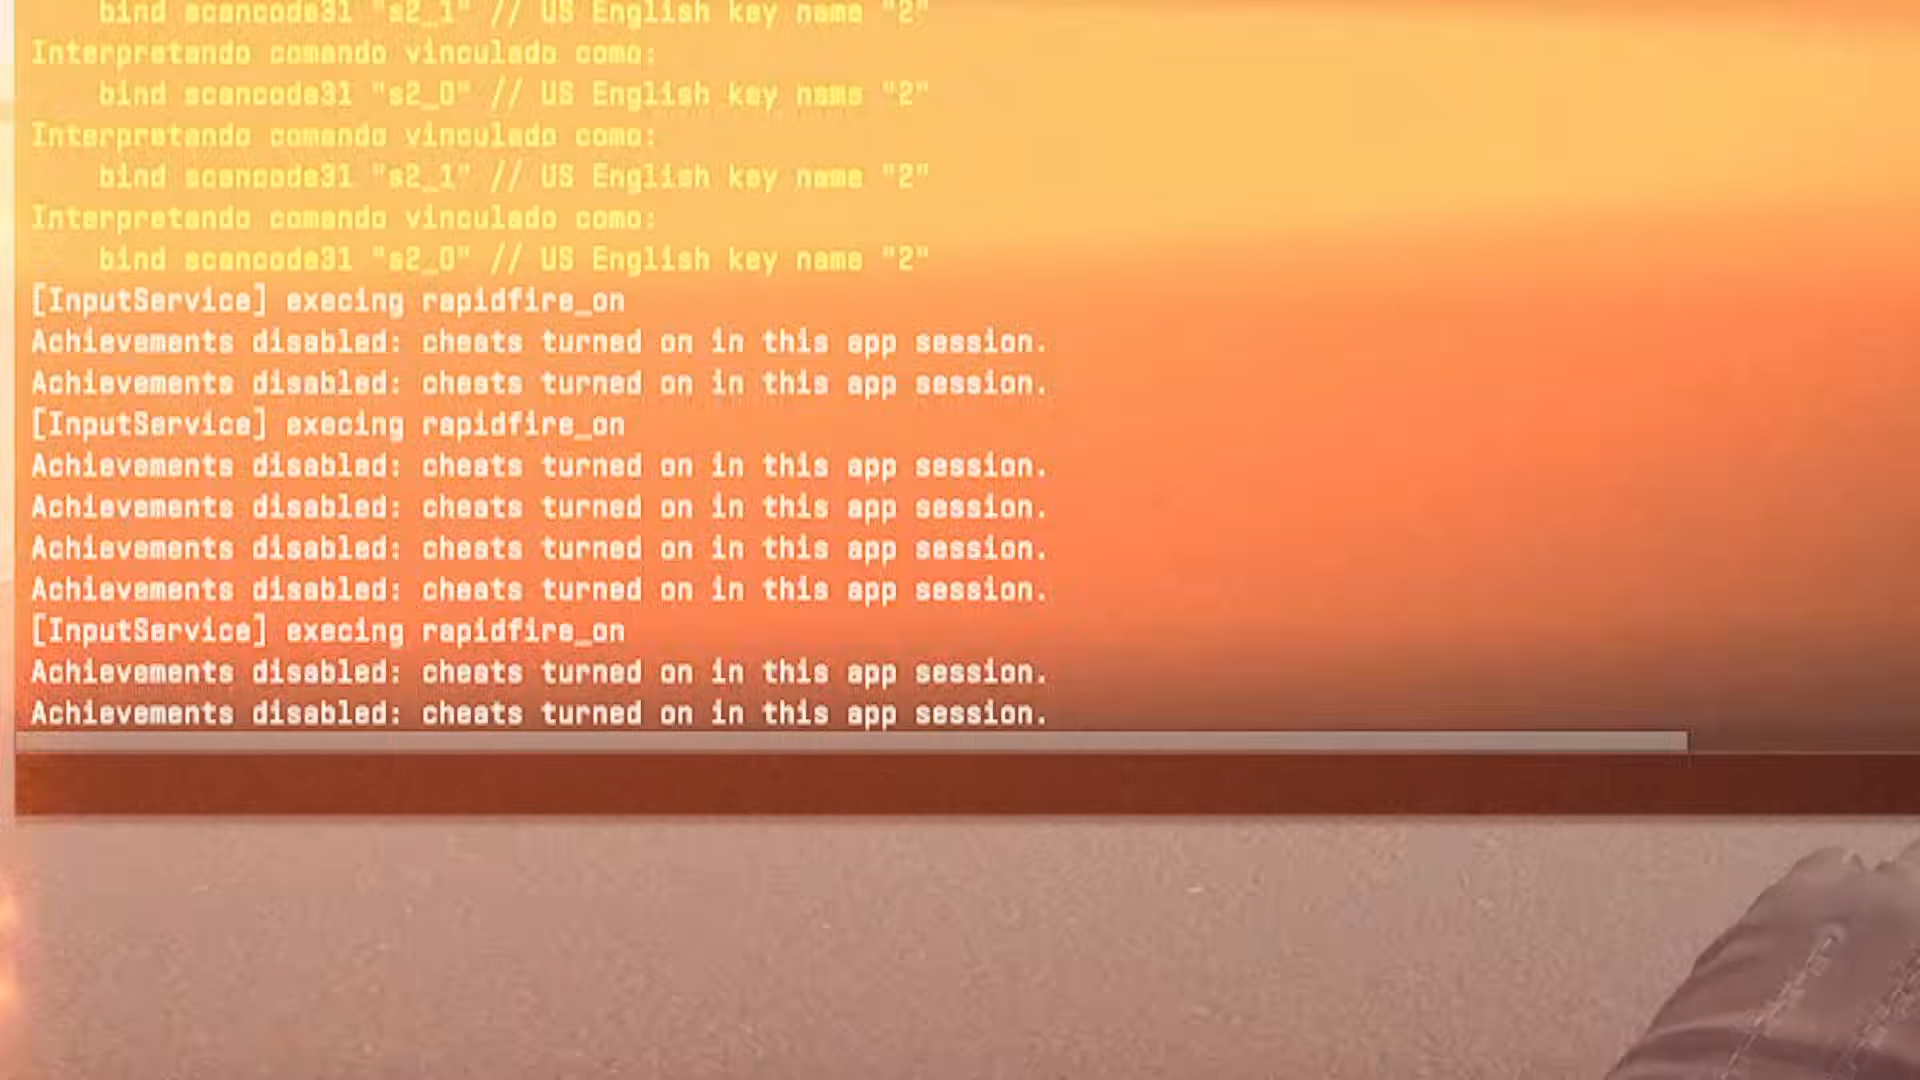 bind scancode31 "s2_1" // US English key name "2"
Interpretando comando vinculado como:
bind scancode31 "s2_0" // US English key name "2"
Interpretando comando vinculado como:
bind scancode31 "s2_1" // US English key name "2"
Interpretando comando vinculado como:
bind scancode31 "s2_0" // US English key name "2"
[InputService] execing rapidfire_on
Achievements disabled: cheats turned on in this app session.
Achievements disabled: cheats turned on in this app session.
[InputService] execing rapidfire_on
Achievements disabled: cheats turned on in this app session.
Achievements disabled: cheats turned on in this app session.
Achievements disabled: cheats turned on in this app session.
Achievements disabled: cheats turned on in this app session.
[InputService] execing rapidfire_on
Achievements disabled: cheats turned on in this app session.
Achievements disabled: cheats turned on in this app session.